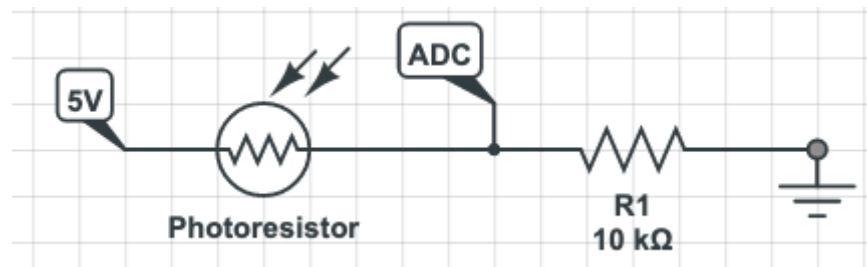 5V
ADC
Photoresistor
R1
10 kΩ